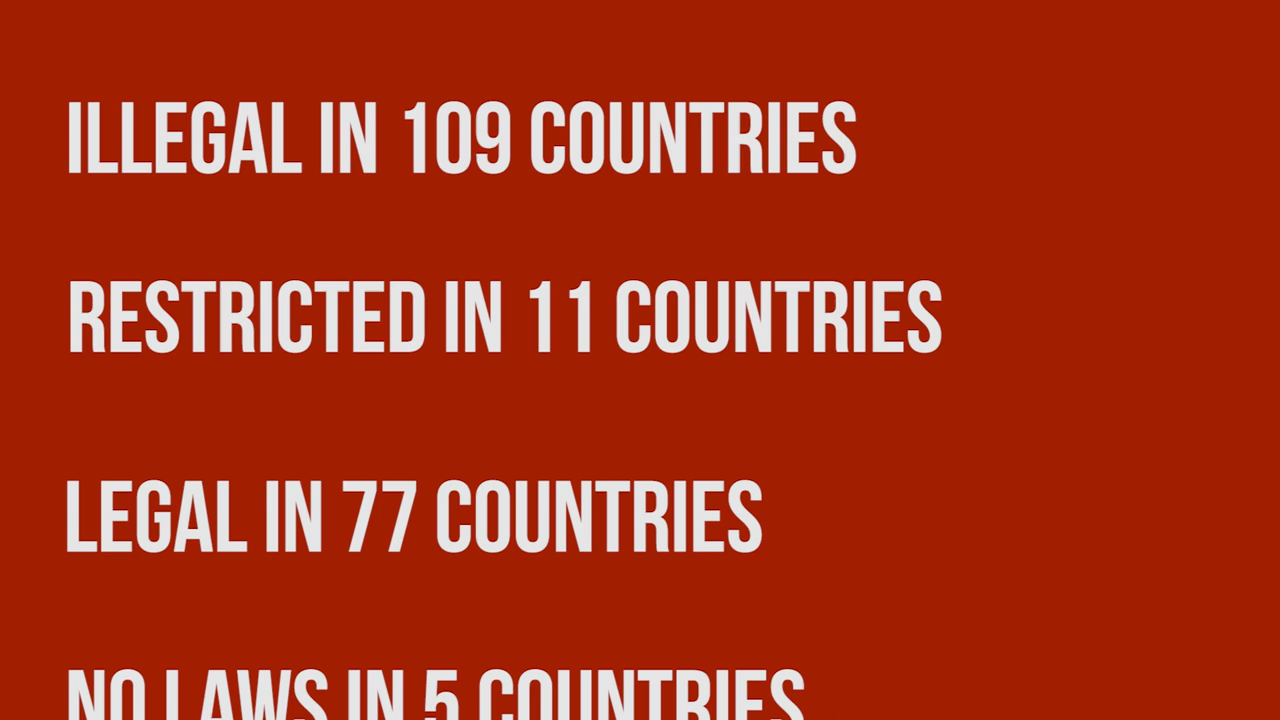 ILLEGAL IN 109 COUNTRIES
RESTRICTED IN 11 COUNTRIES
LEGAL IN 77 COUNTRIES
NO LAWS IN 5 COUNTRIES